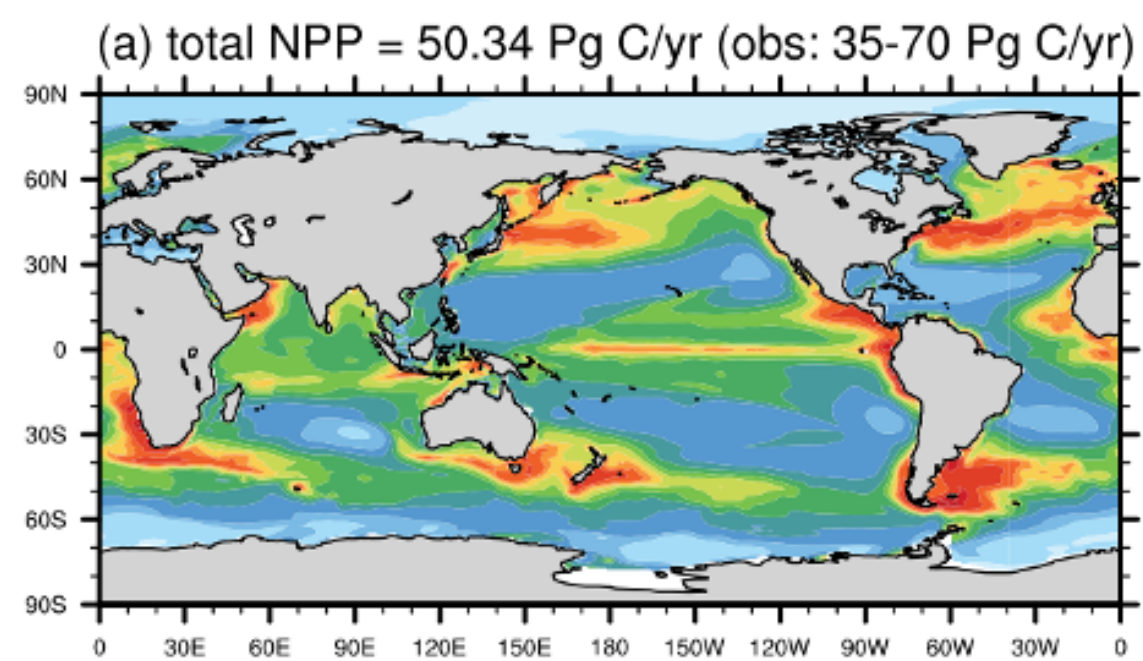 (a) total NPP = 50.34 Pg C/yr (obs: 35-70 Pg C/yr)
90N
60N
30N
0
30S
60S
90S
0 30E 60E 90E 120E 150E 180 150W 120W 90W 60W 30W 0